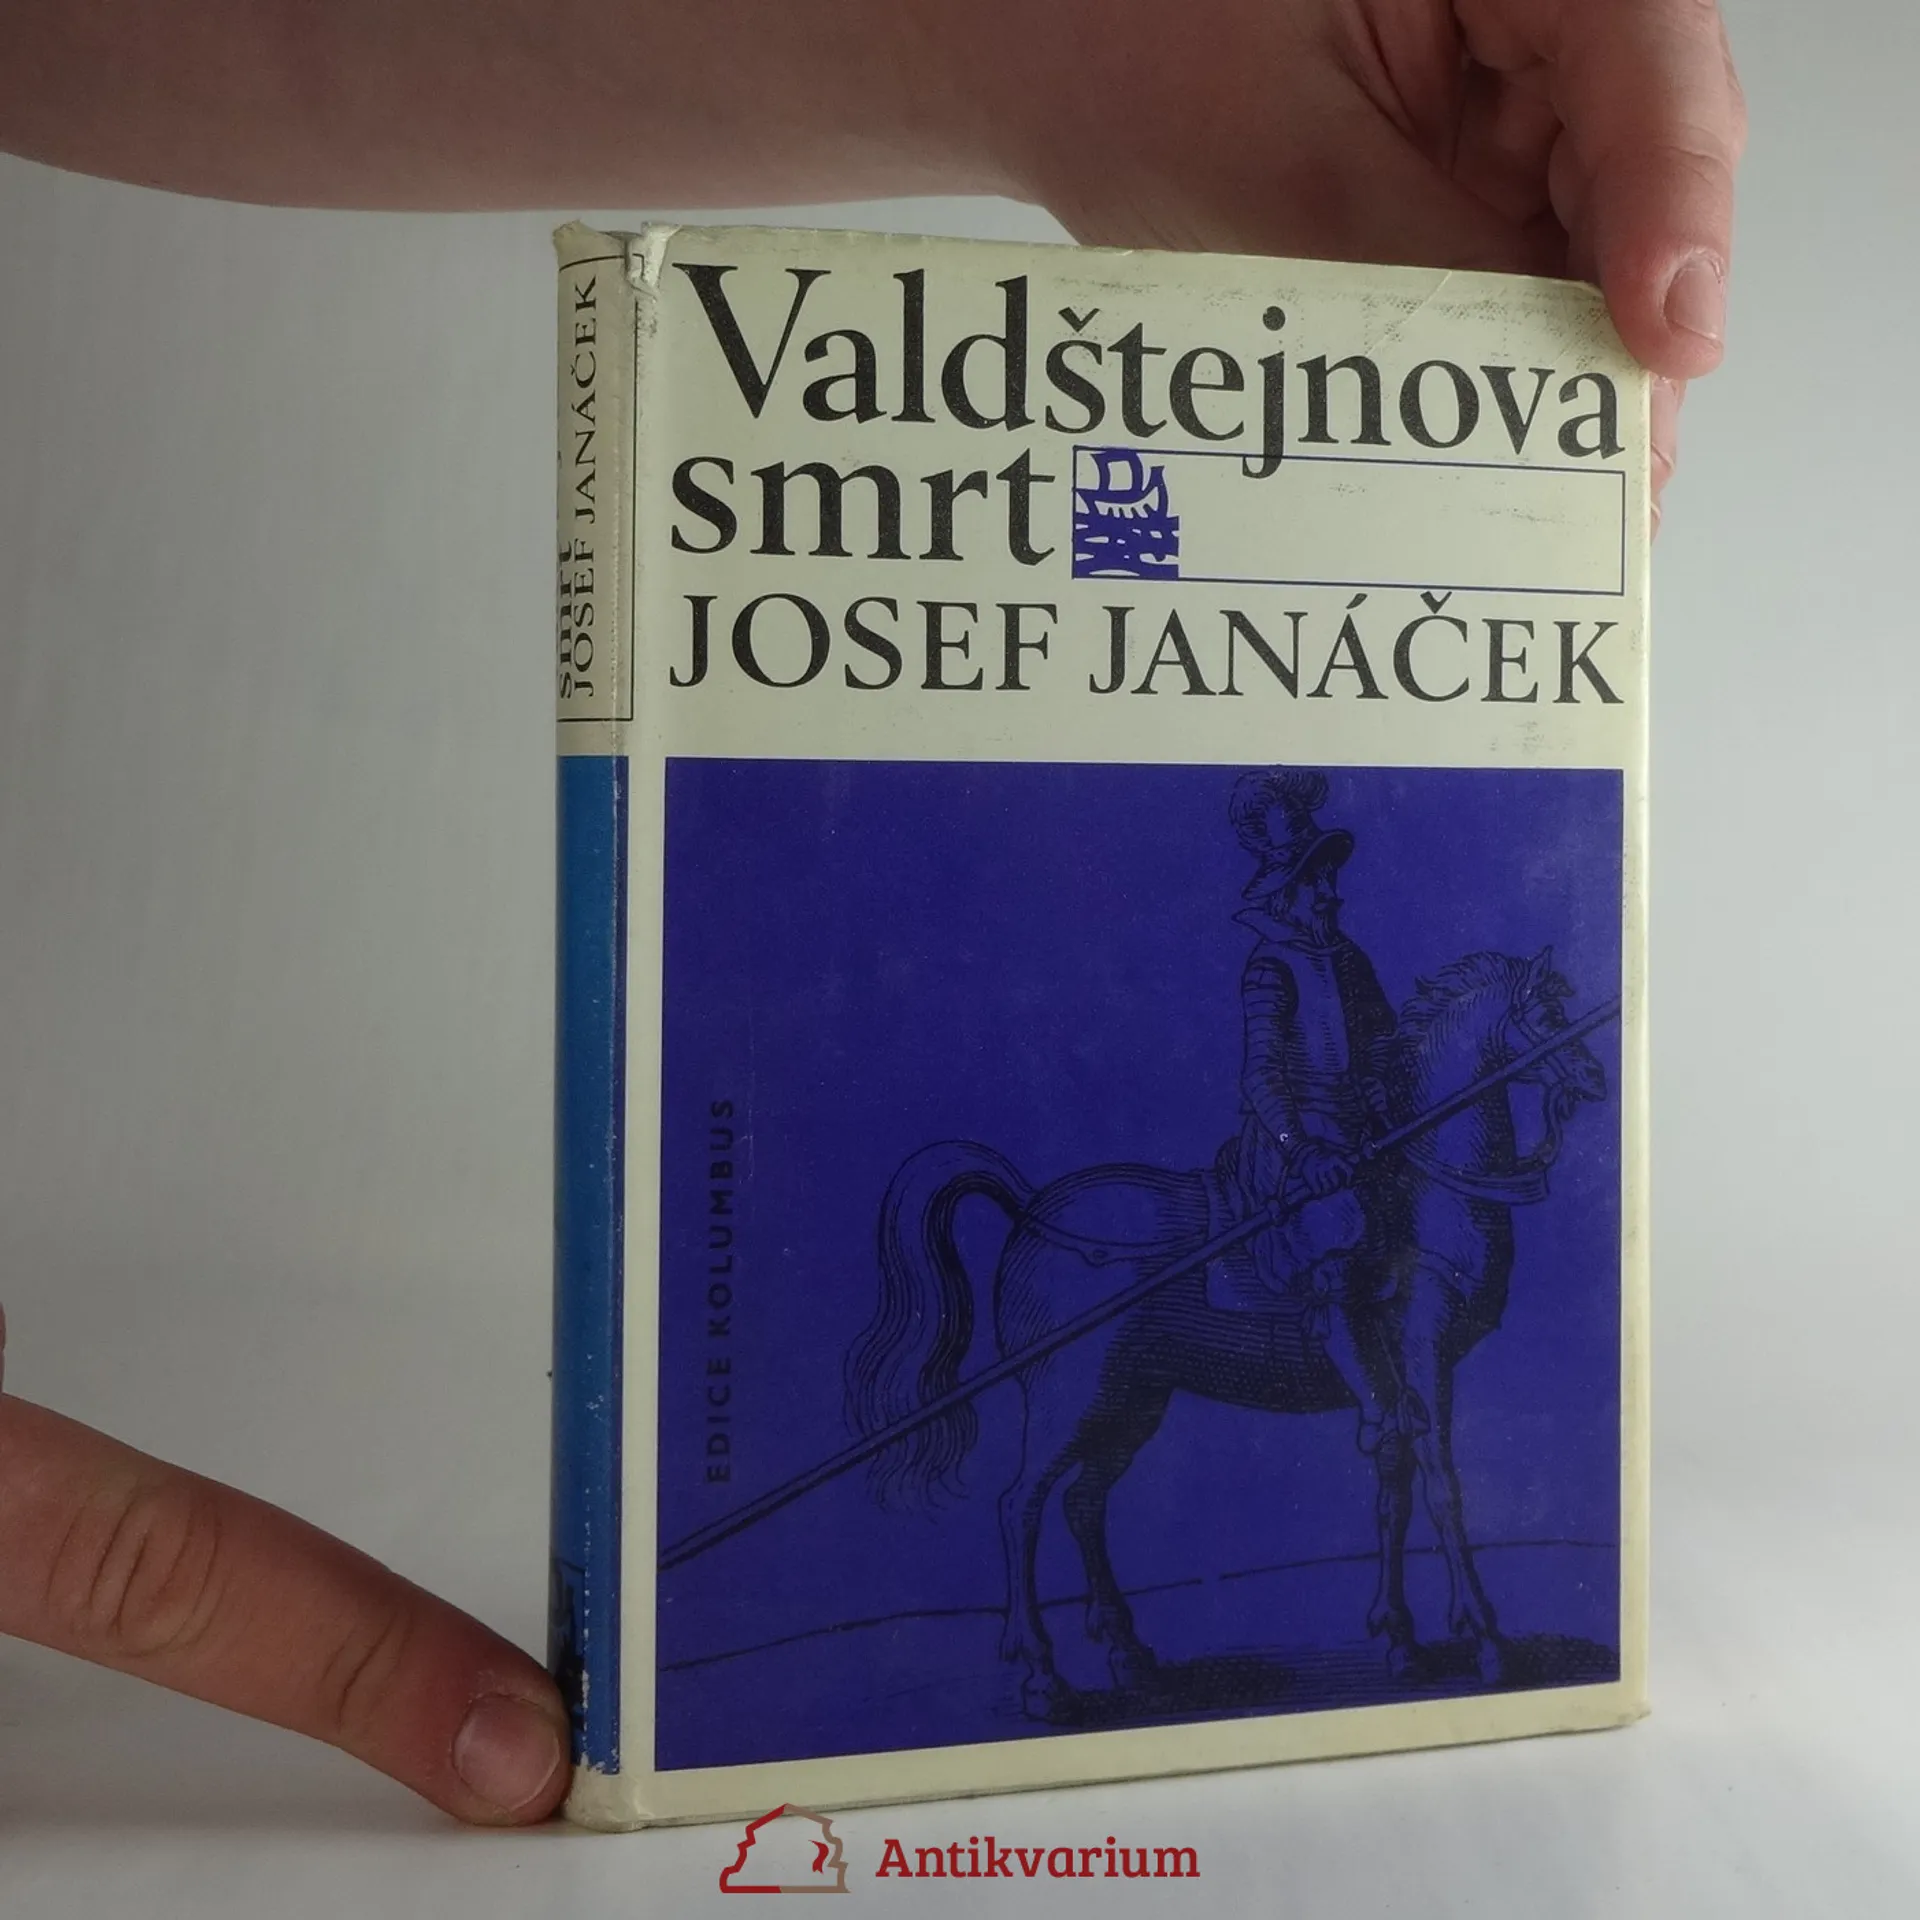 Valdštejnova
smrt
JOSEF JANÁČEK
EDICE KOLUMBUS
smrt
JOSEF JANÁČEK
Antikvarium